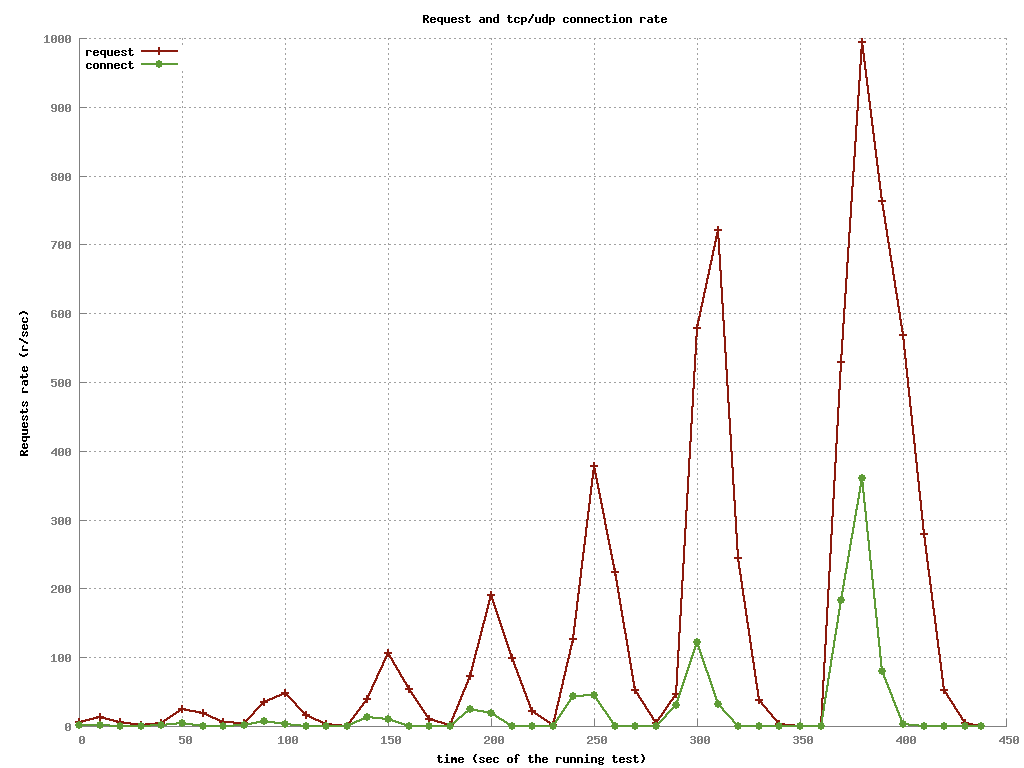 Request and tcp/udp connection rate
1000
request
connect
900
800
700
600
500
400
300
200
100
0
Requests rate (r/sec)
0 50 100 150 200 250 300 350 400 450
time (sec of the running test)